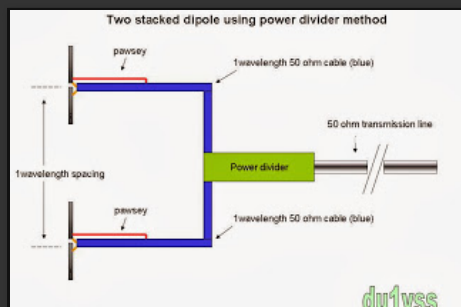 Two stacked dipole using power divider method
pawsey
1wavelength 50 ohm cable (blue)
50 ohm transmission line
Power divider
1wavelength spacing
pawsey
1wavelength 50 ohm cable (blue)
du1vss